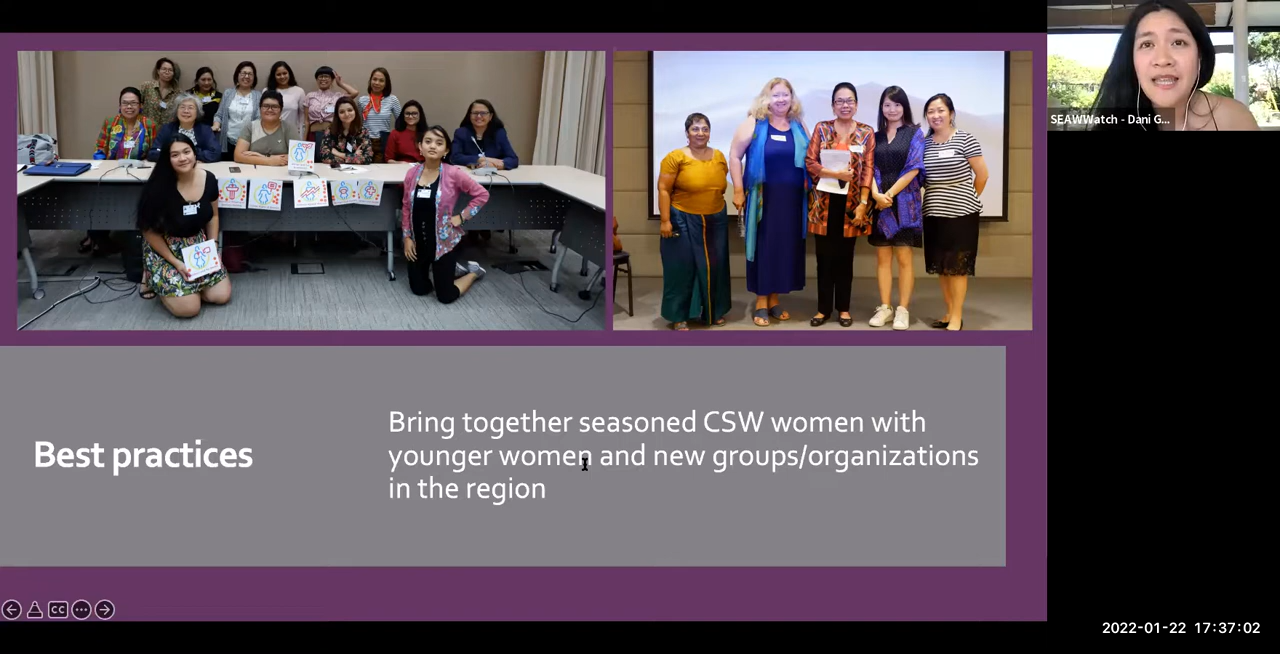 SEAWWatch - Dani G...
Best practices
Bring together seasoned CSW women with
younger women and new groups/organizations
in the region
CC
2022-01-22 17:37:02